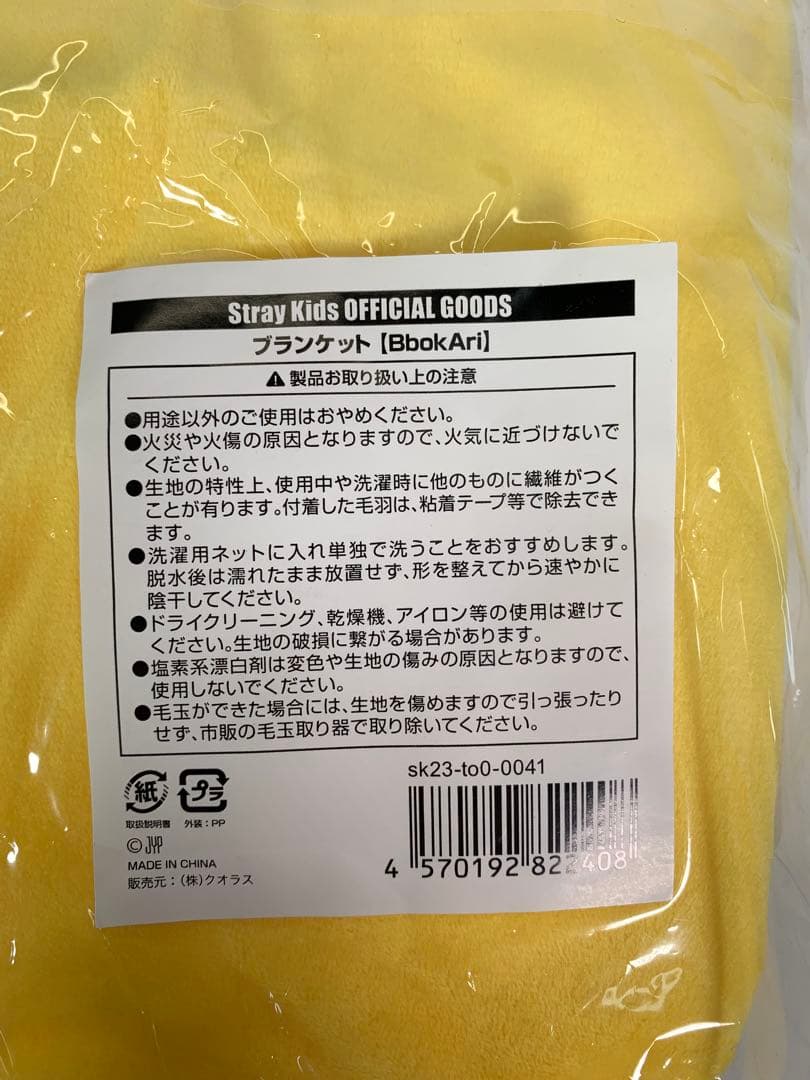 Stray Kids OFFICIAL GOODS
ブランケット【BbokAri】
⚠製品お取り扱い上の注意
●用途以外のご使用はおやめください。
●火災や火傷の原因となりますので、火気に近づけないで
ください。
●生地の特性上、使用中や洗濯時に他のものに繊維がつく
ことが有ります。付着した毛羽は、粘着テープ等で除去でき
ます。
●洗濯用ネットに入れ単独で洗うことをおすすめします。
脱水後は濡れたまま放置せず、形を整えてから速やかに
陰干してください。
●ドライクリーニング、乾燥機、アイロン等の使用は避けて
ください。生地の破損に繋がる場合があります。
●塩素系漂白剤は変色や生地の傷みの原因となりますので、
使用しないでください。
●毛玉ができた場合には、生地を傷めますので引っ張ったり
せず、市販の毛玉取り器で取り除いてください。
sk23-to0-0041
紙 プラ
取扱説明書 外装：PP
© JYP
MADE IN CHINA
販売元：（株）クオラス
4 570192 822408